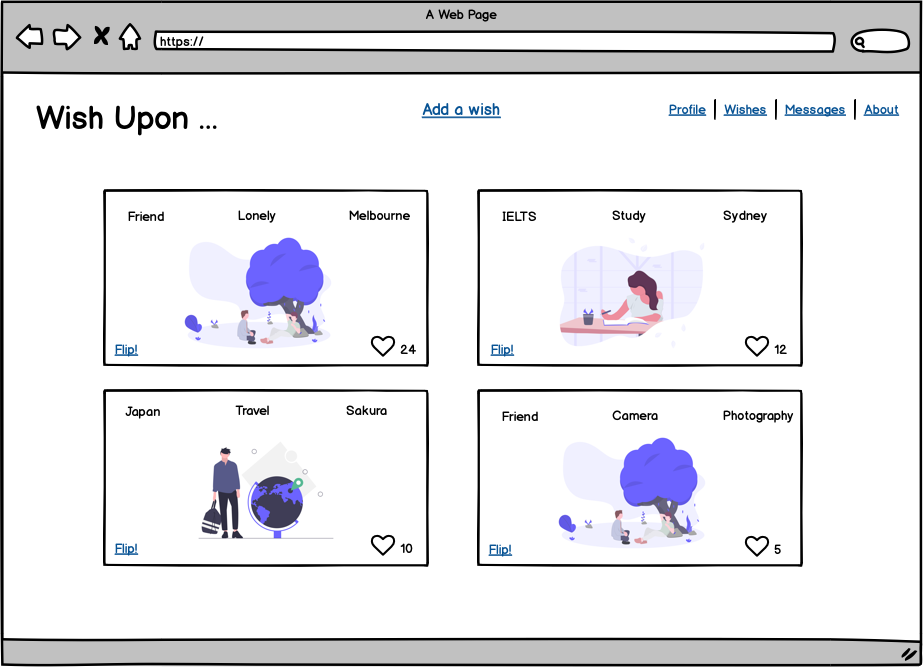 A Web Page
https://
Wish Upon ...
Add a wish
Profile Wishes Messages About
Friend Lonely Melbourne
Flip! 24
IELTS Study Sydney
Flip! 12
Japan Travel Sakura
Flip! 10
Friend Camera Photography
Flip! 5